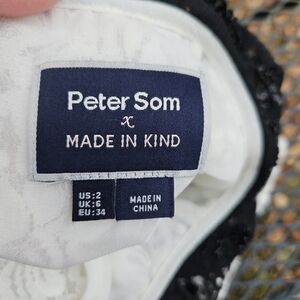 Peter Som
x
MADE IN KIND
US:2
UK:6
EU:34
MADE IN
CHINA